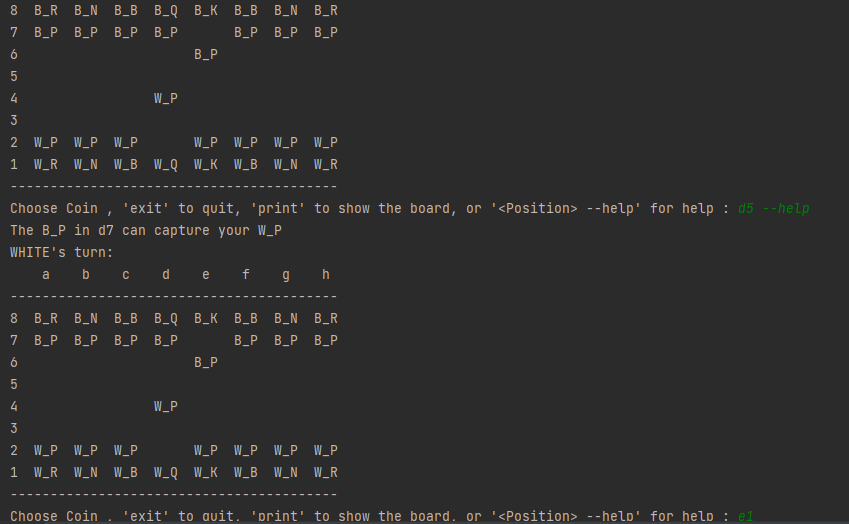 8 B_R B_N B_B B_Q B_K B_B B_N B_R
7 B_P B_P B_P B_P B_P B_P B_P
6 B_P
5
4 W_P
3
2 W_P W_P W_P W_P W_P W_P W_P
1 W_R W_N W_B W_Q W_K W_B W_N W_R
-----------------------------------------
Choose Coin , 'exit' to quit, 'print' to show the board, or '<Position> --help' for help : d5 --help
The B_P in d7 can capture your W_P
WHITE's turn:
a b c d e f g h
-----------------------------------------
8 B_R B_N B_B B_Q B_K B_B B_N B_R
7 B_P B_P B_P B_P B_P B_P B_P
6 B_P
5
4 W_P
3
2 W_P W_P W_P W_P W_P W_P W_P
1 W_R W_N W_B W_Q W_K W_B W_N W_R
-----------------------------------------
Choose Coin , 'exit' to quit, 'print' to show the board, or '<Position> --help' for help : e1